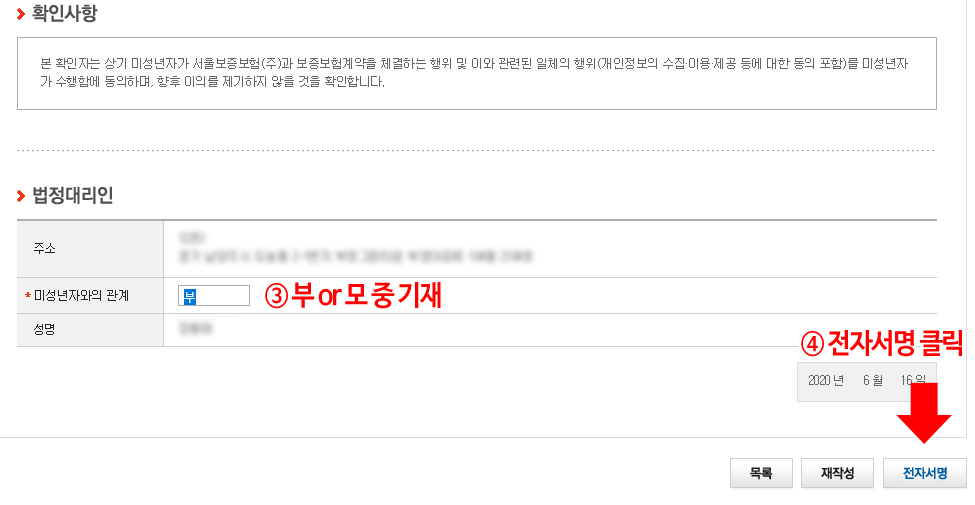 확인사항
본 확인자는 상기 미성년자가 서울보증보험(주)과 보증보험계약을 체결하는 행위 및 이와 관련된 일체의 행위(개인정보의 수집·이용·제공 등에 대한 동의 포함)를 미성년자
가 수행함에 동의하며, 향후 이의를 제기하지 않을 것을 확인합니다.
법정대리인
주소
* 미성년자와의 관계 부 ③ 부 or 모 중 기재
성명
④ 전자서명 클릭
2020 년 6 월 16 일
목록 재작성 전자서명